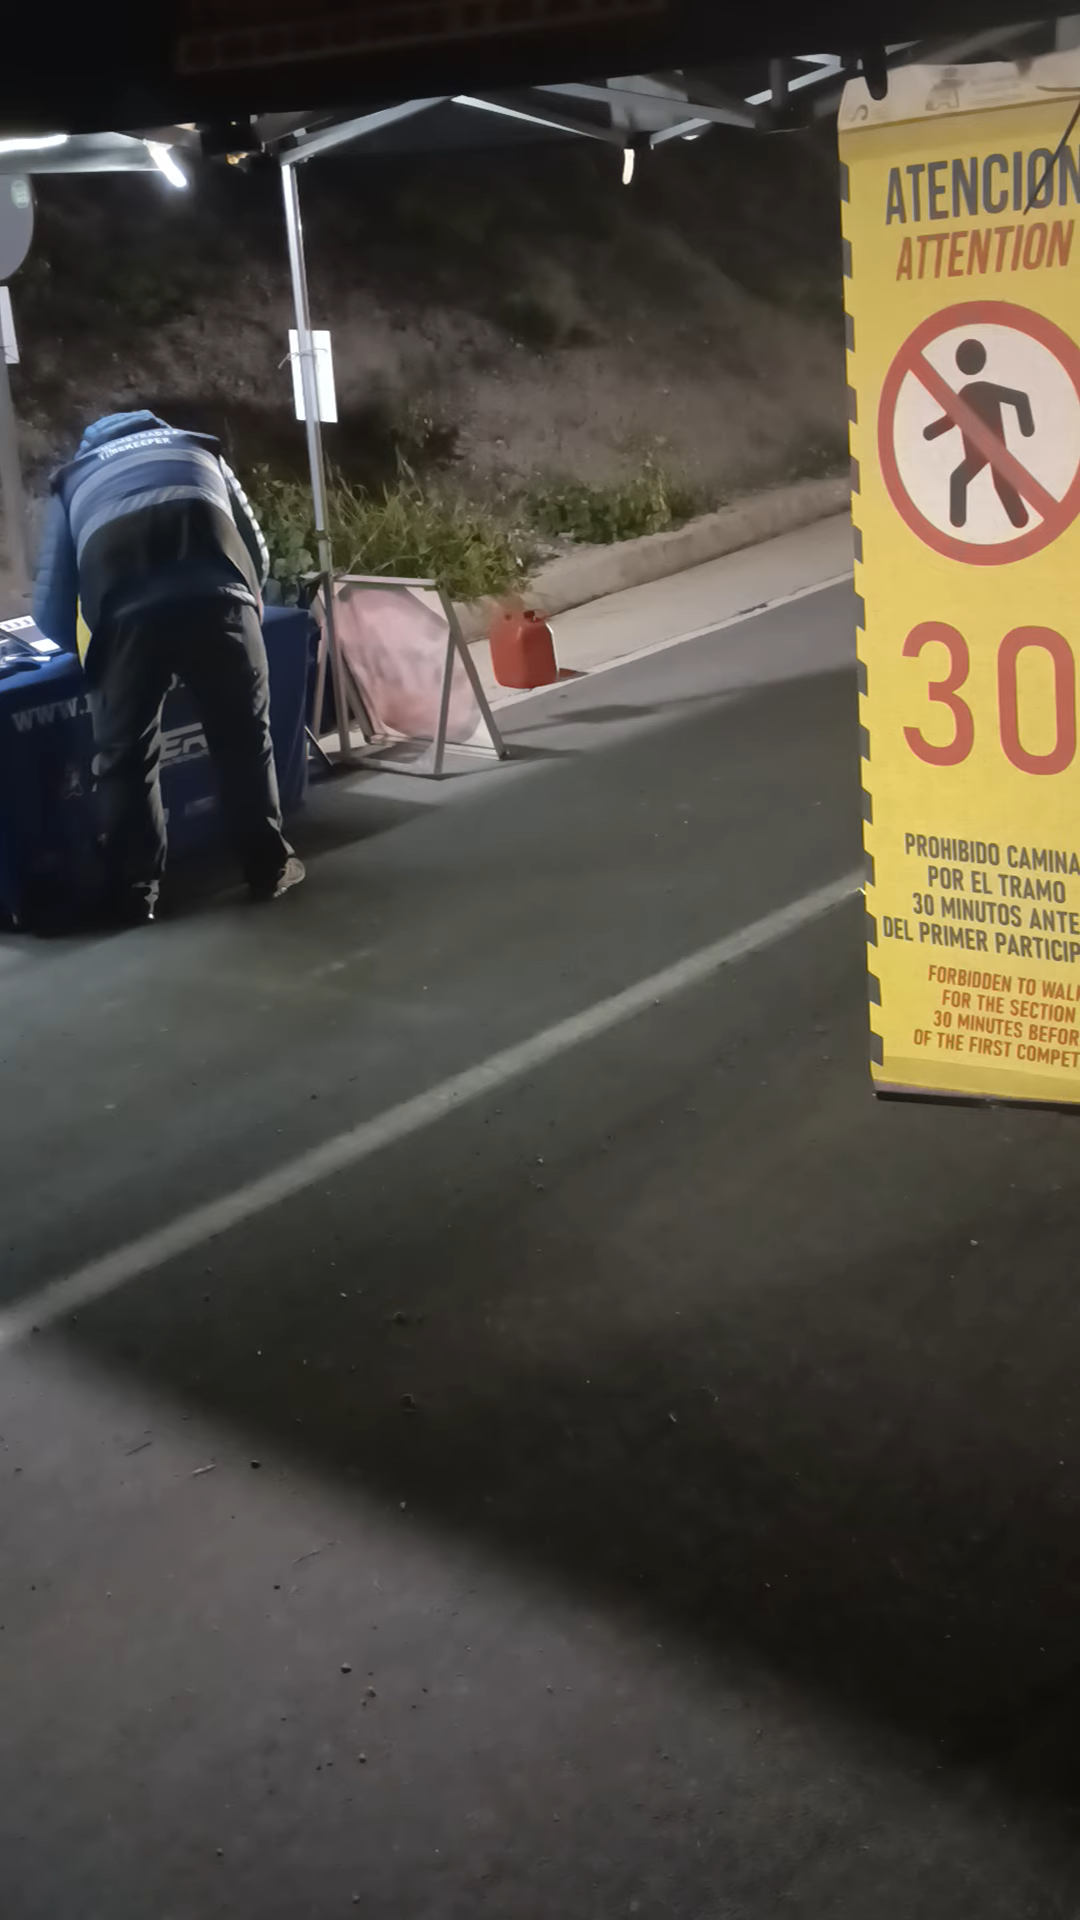 TIMEKEEPER
WWW.
ATENCION
ATTENTION
30
PROHIBIDO CAMINA
POR EL TRAMO
30 MINUTOS ANTE
DEL PRIMER PARTICIP
FORBIDDEN TO WAL
FOR THE SECTION
30 MINUTES BEFOR
OF THE FIRST COMPET